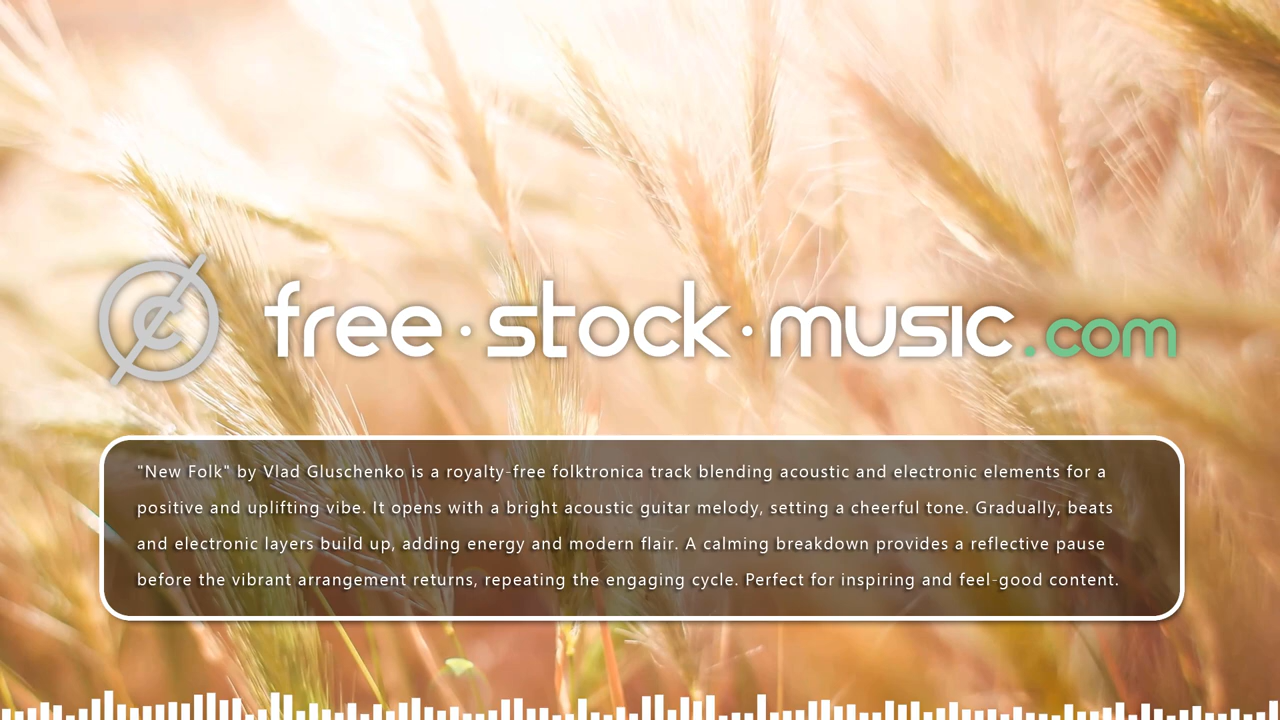 free·stock·music.com
"New Folk" by Vlad Gluschenko is a royalty-free folktronica track blending acoustic and electronic elements for a
positive and uplifting vibe. It opens with a bright acoustic guitar melody, setting a cheerful tone. Gradually, beats
and electronic layers build up, adding energy and modern flair. A calming breakdown provides a reflective pause
before the vibrant arrangement returns, repeating the engaging cycle. Perfect for inspiring and feel-good content.